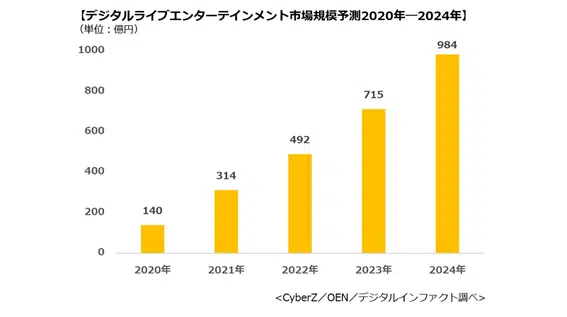 【デジタルライブエンターテインメント市場規模予測2020年―2024年】
（単位：億円）
1000
800
600
400
200
0
140
314
492
715
984
2020年
2021年
2022年
2023年
2024年
<CyberZ／OEN／デジタルインファクト調べ>